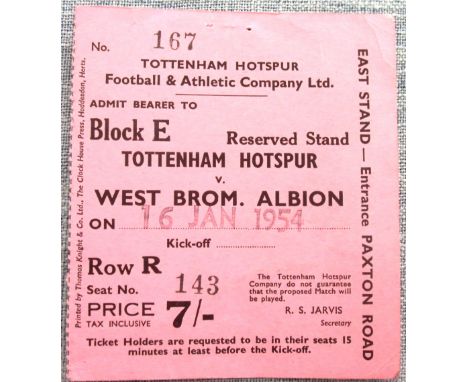 No. 167
TOTTENHAM HOTSPUR
Football & Athletic Company Ltd.
ADMIT BEARER TO
Block E Reserved Stand
TOTTENHAM HOTSPUR
v.
WEST BROM. ALBION
ON 16 JAN 1954
Kick-off
Row R
Seat No. 143
PRICE 7/-
TAX INCLUSIVE
The Tottenham Hotspur
Company do not guarantee
that the proposed Match will
be played.
R. S. JARVIS
Secretary
Ticket Holders are requested to be in their seats 15
minutes at least before the Kick-off.
EAST STAND — Entrance PAXTON ROAD
Printed by Thomas Knight & Co. Ltd., The Clock House Press, Hoddesdon, Herts.